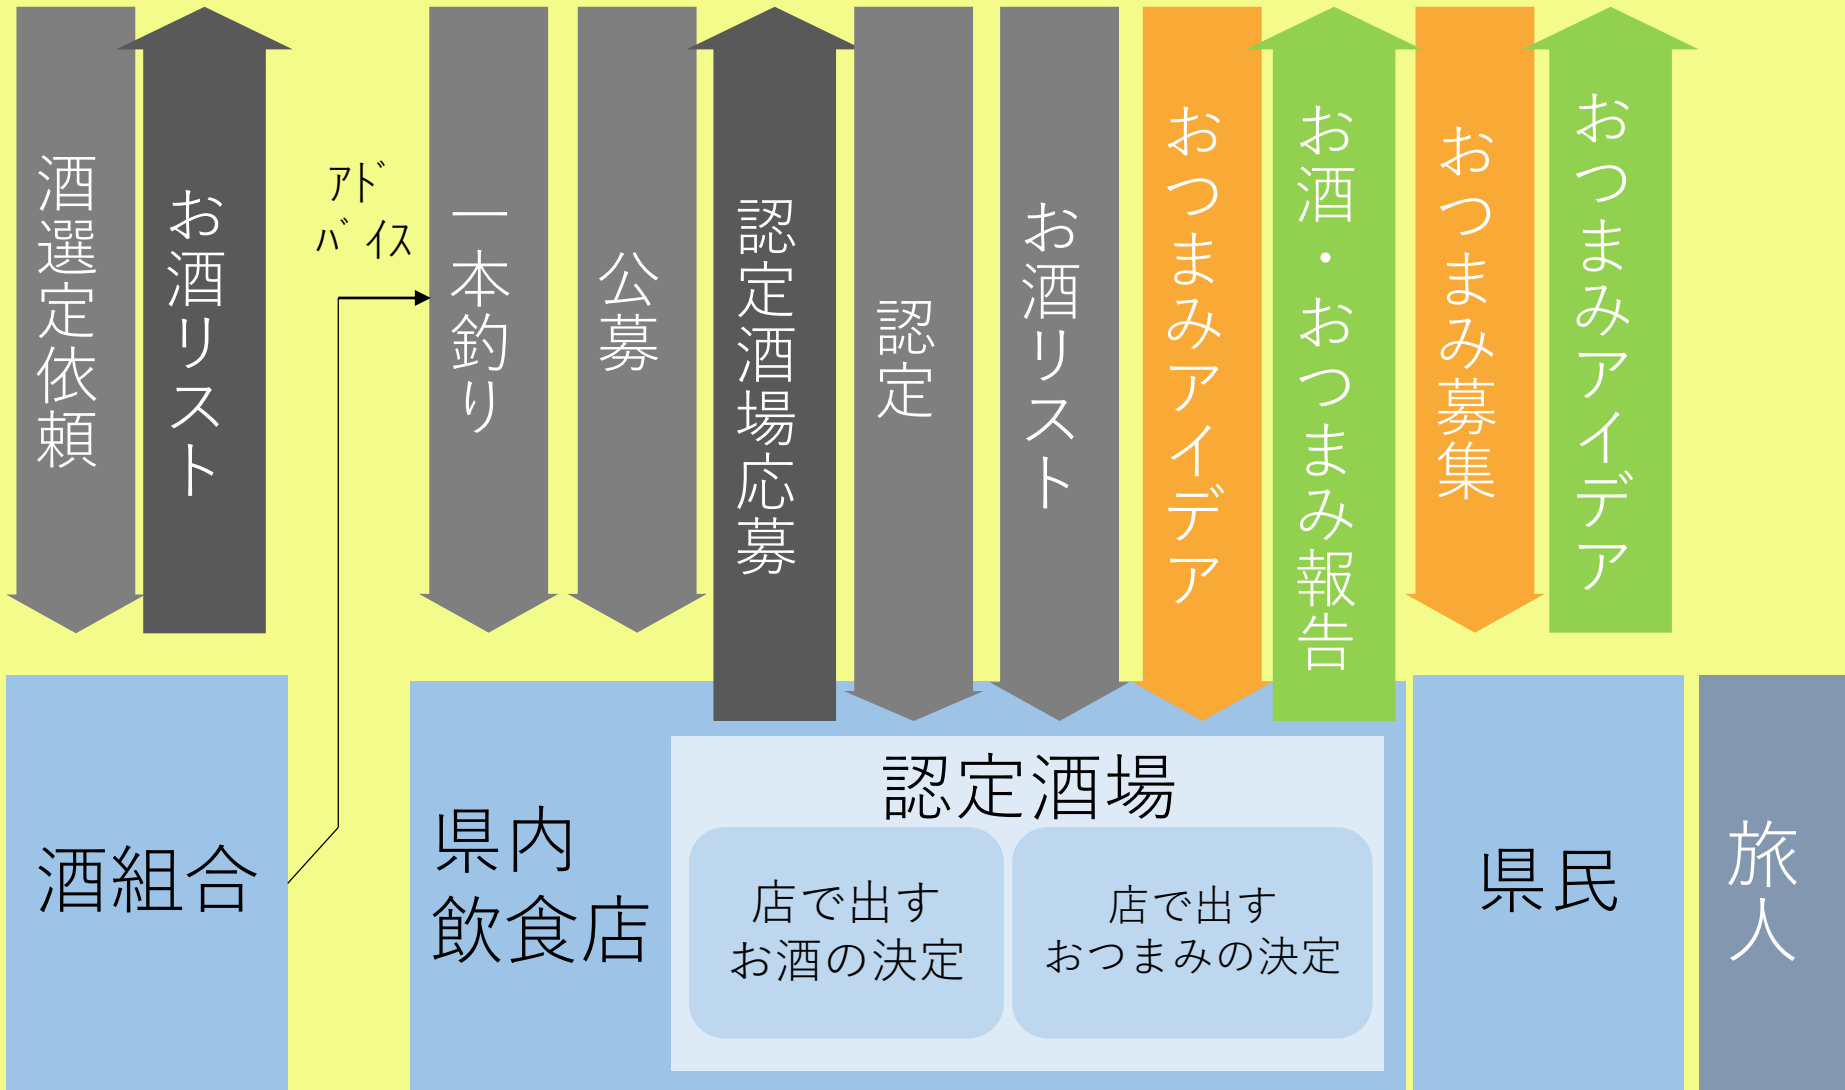 酒選定依頼
お酒リスト
ｱﾄﾞ
ﾊﾞｲｽ
一本釣り
公募
認定酒場応募
認定
お酒リスト
おつまみアイデア
お酒・おつまみ報告
おつまみ募集
おつまみアイデア
酒組合
県内
飲食店
認定酒場
店で出す
お酒の決定
店で出す
おつまみの決定
県民
旅人